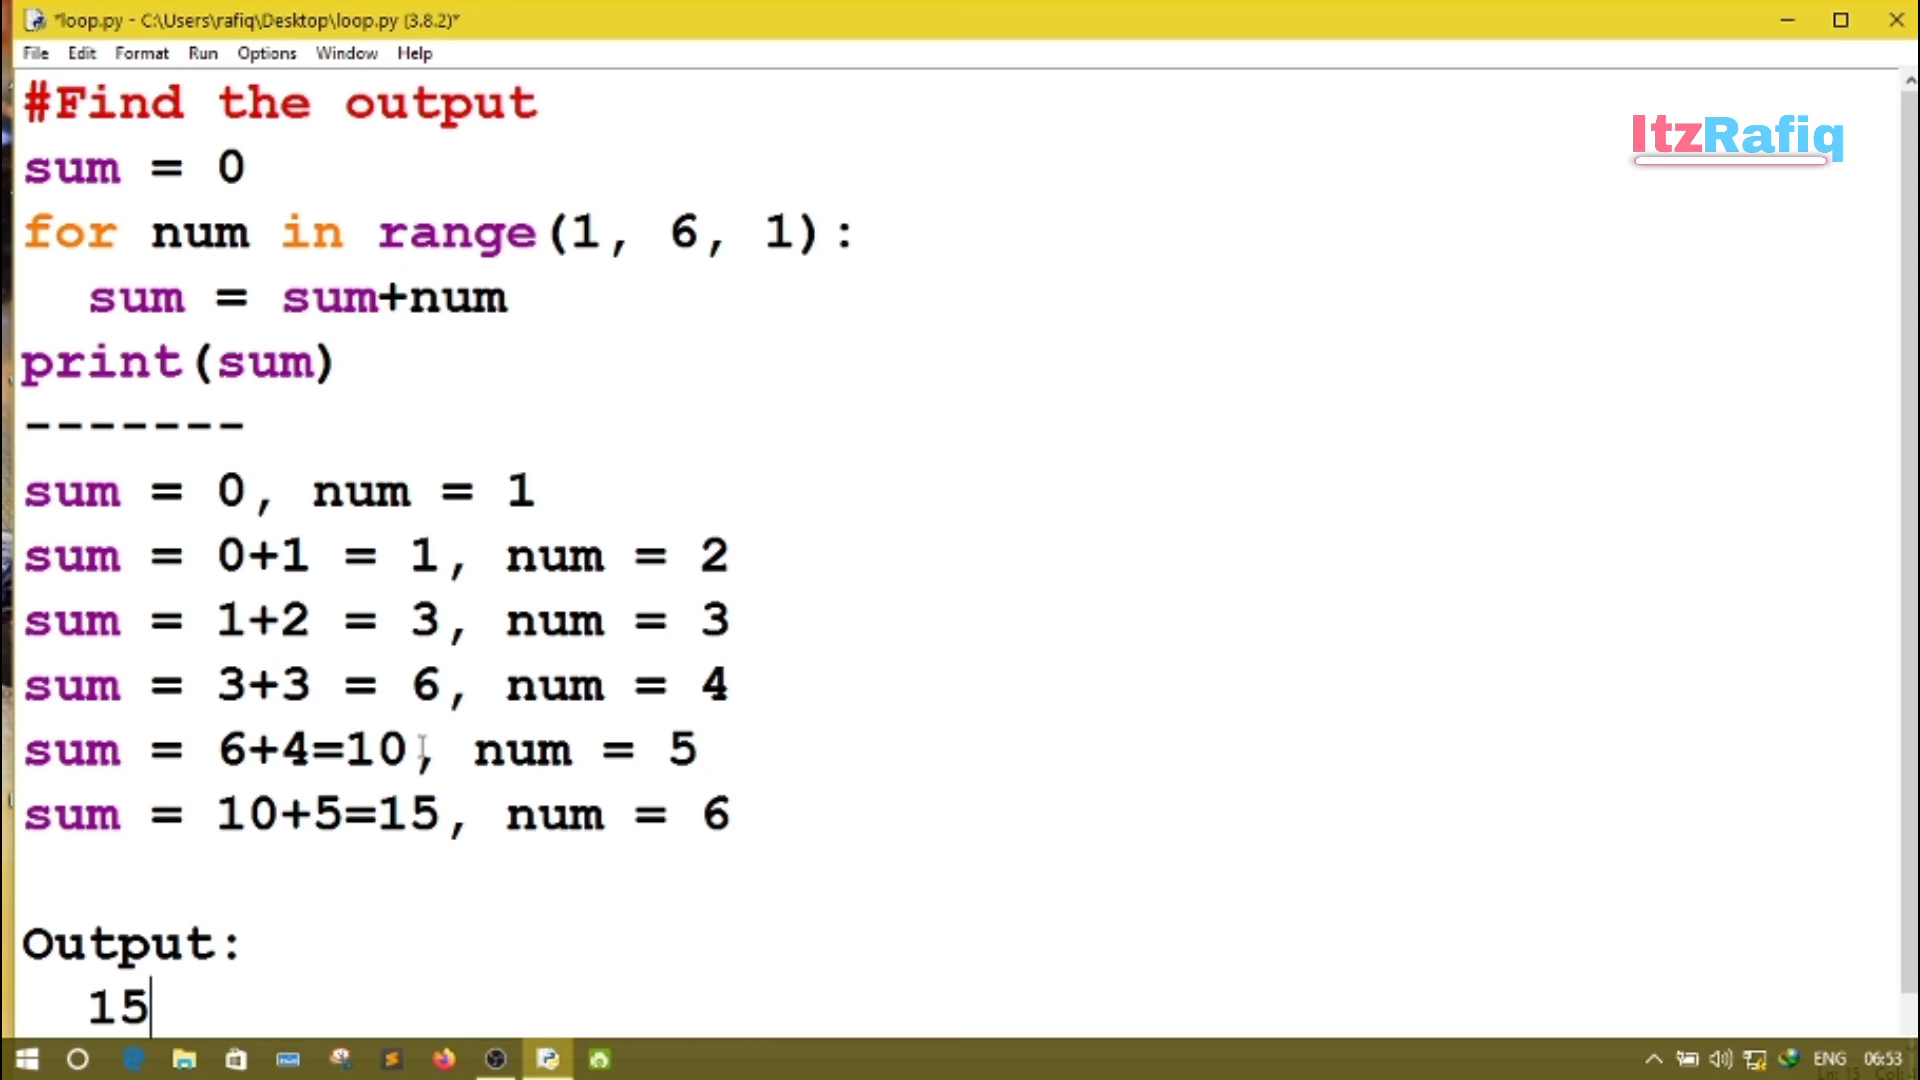 *loop.py - C:\Users\rafiq\Desktop\loop.py (3.8.2)*
File Edit Format Run Options Window Help
#Find the output
ItzRafiq
sum = 0
for num in range(1, 6, 1):
  sum = sum+num
print(sum)
-------
sum = 0, num = 1
sum = 0+1 = 1, num = 2
sum = 1+2 = 3, num = 3
sum = 3+3 = 6, num = 4
sum = 6+4=10, num = 5
sum = 10+5=15, num = 6
Output:
  15
ENG 06:53